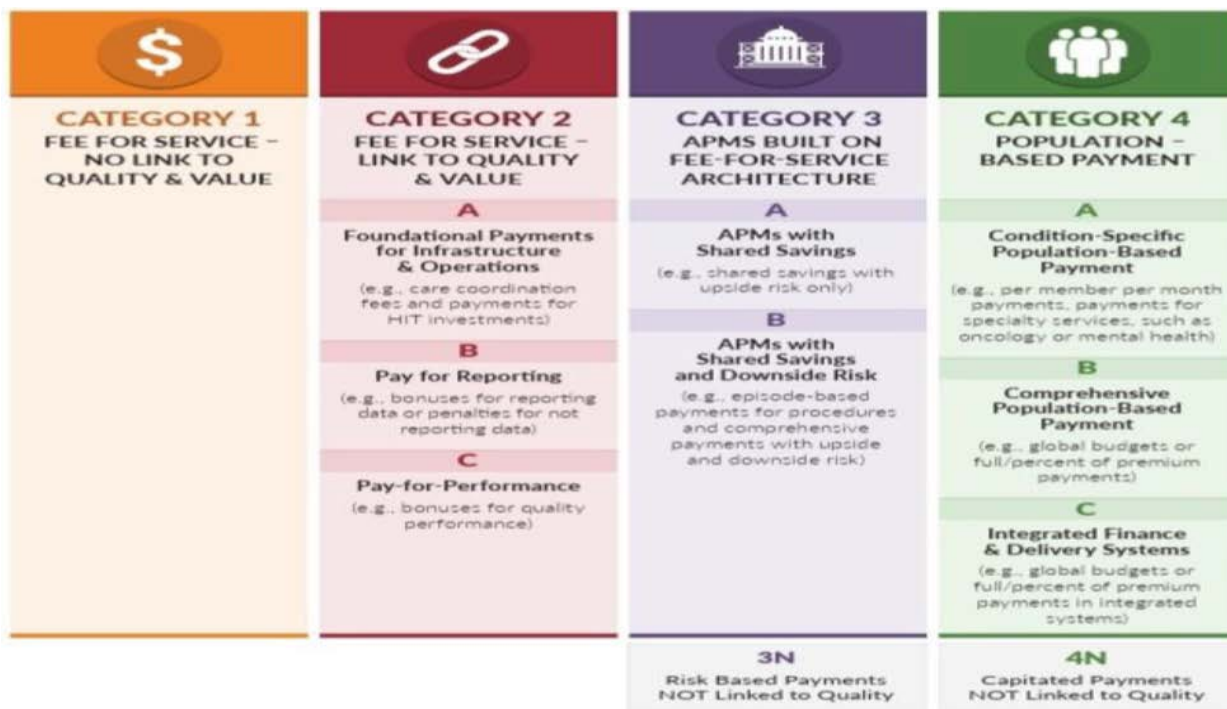 $
CATEGORY 1
FEE FOR SERVICE –
NO LINK TO
QUALITY & VALUE
CATEGORY 2
FEE FOR SERVICE –
LINK TO QUALITY
& VALUE
A
Foundational Payments
for Infrastructure
& Operations
(e.g., care coordination
fees and payments for
HIT investments)
B
Pay for Reporting
(e.g., bonuses for reporting
data or penalties for not
reporting data)
C
Pay-for-Performance
(e.g., bonuses for quality
performance)
CATEGORY 3
APMS BUILT ON
FEE-FOR-SERVICE
ARCHITECTURE
A
APMs with
Shared Savings
(e.g., shared savings with
upside risk only)
B
APMs with
Shared Savings
and Downside Risk
(e.g., episode-based
payments for procedures
and comprehensive
payments with upside
and downside risk)
3N
Risk Based Payments
NOT Linked to Quality
CATEGORY 4
POPULATION –
BASED PAYMENT
A
Condition-Specific
Population-Based
Payment
(e.g., per member per month
payments, payments for
specialty services, such as
oncology or mental health)
B
Comprehensive
Population-Based
Payment
(e.g., global budgets or
full/percent of premium
payments)
C
Integrated Finance
& Delivery Systems
(e.g., global budgets or
full/percent of premium
payments in integrated
systems)
4N
Capitated Payments
NOT Linked to Quality